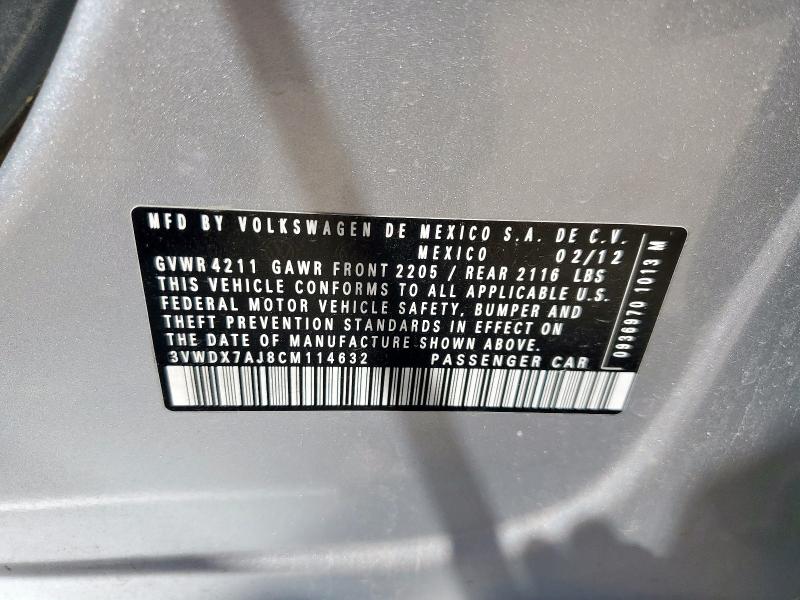 MFD BY VOLKSWAGEN DE MEXICO S.A. DE C.V.
MEXICO 02/12
GVWR 4211 GAWR FRONT 2205 / REAR 2116 LBS
THIS VEHICLE CONFORMS TO ALL APPLICABLE U.S.
FEDERAL MOTOR VEHICLE SAFETY, BUMPER AND
THEFT PREVENTION STANDARDS IN EFFECT ON
THE DATE OF MANUFACTURE SHOWN ABOVE.
3VWDX7AJ8CM114632 PASSENGER CAR
0936970 1013 M